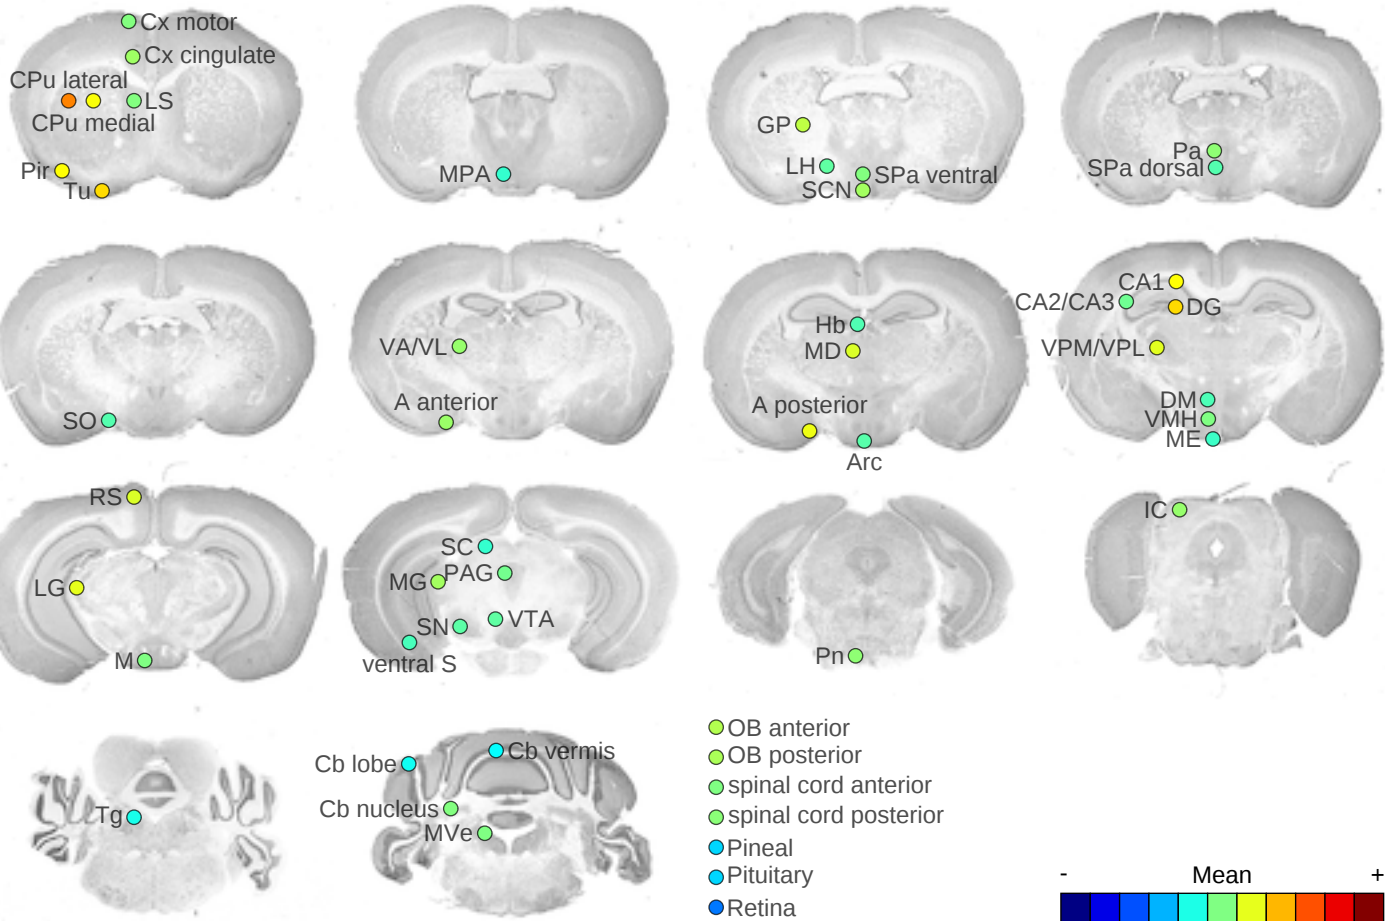 Cx motor
Cx cingulate
CPu lateral
LS
CPu medial
Pir
Tu
MPA
GP
LH
SPa ventral
SCN
Pa
SPa dorsal
SO
VA/VL
A anterior
Hb
MD
A posterior
Arc
CA1
CA2/CA3
DG
VPM/VPL
DM
VMH
ME
RS
LG
M
SC
PAG
MG
SN
VTA
ventral S
Pn
IC
Tg
Cb lobe
Cb vermis
Cb nucleus
MVe
OB anterior
OB posterior
spinal cord anterior
spinal cord posterior
Pineal
Pituitary
Retina
- Mean +